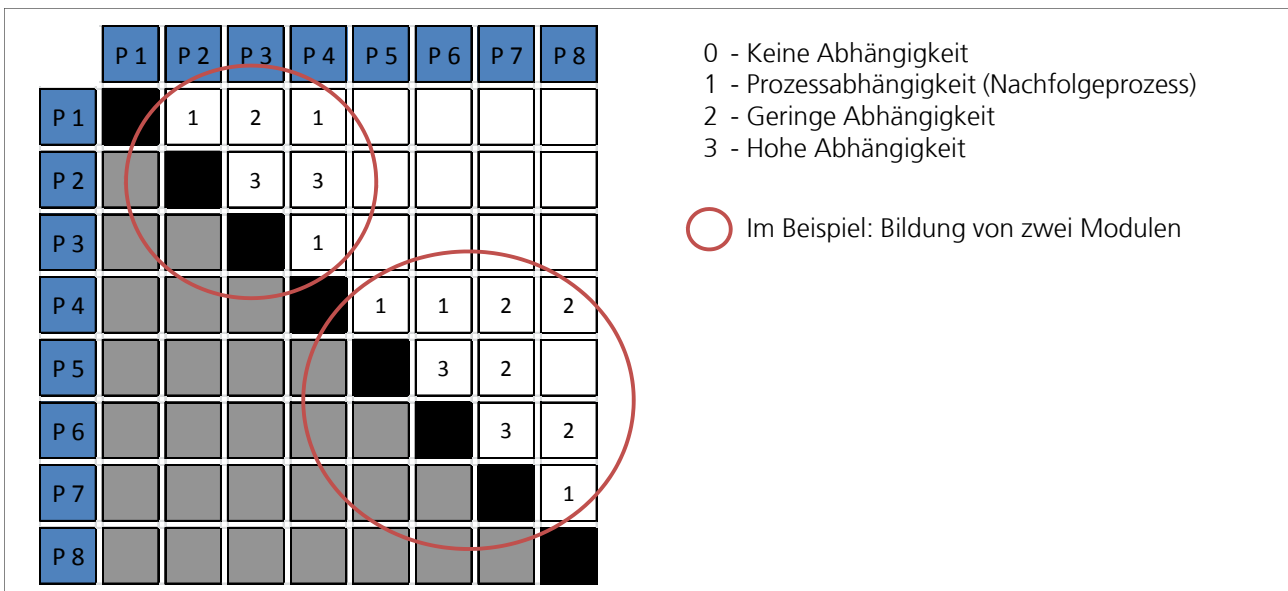 P 1 P 2 P 3 P 4 P 5 P 6 P 7 P 8
P 1 1 2 1
P 2 3 3
P 3 1
P 4 1 1 2 2
P 5 3 2
P 6 3 2
P 7 1
P 8
0 - Keine Abhängigkeit
1 - Prozessabhängigkeit (Nachfolgeprozess)
2 - Geringe Abhängigkeit
3 - Hohe Abhängigkeit
Im Beispiel: Bildung von zwei Modulen